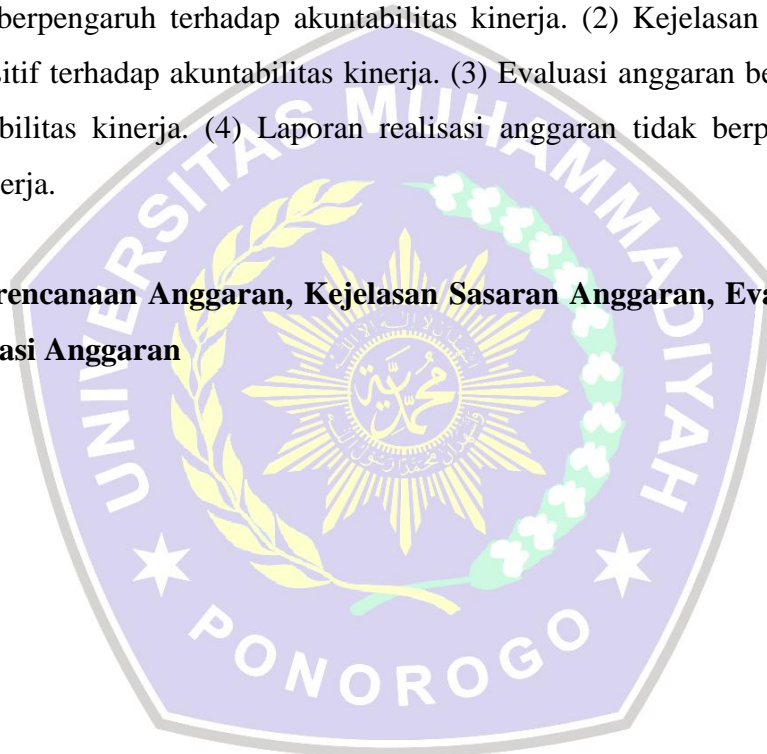 berpengaruh terhadap akuntabilitas kinerja. (2) Kejelasan
sitif terhadap akuntabilitas kinerja. (3) Evaluasi anggaran be
bilitas kinerja. (4) Laporan realisasi anggaran tidak berp
erja.
rencanaan Anggaran, Kejelasan Sasaran Anggaran, Eva
asi Anggaran
UNIVERSITAS MUHAMMADIYAH
محمدية
PONOROGO